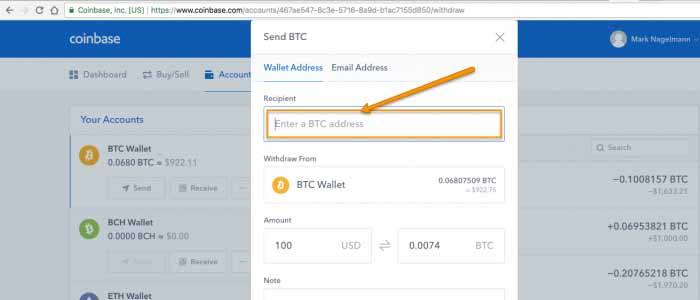 Coinbase, Inc. [US] https://www.coinbase.com/accounts/467ae547-8c3e-5716-8a9d-b1ac7155d850/withdraw
coinbase
Mark Nagelmann
Dashboard Buy/Sell Account
Send BTC
Wallet Address Email Address
Recipient
Enter a BTC address
Withdraw From
BTC Wallet
0.06807509 BTC
≈ $922.76
Amount
100 USD 0.0074 BTC
Note
Your Accounts
BTC Wallet
0.0680 BTC ≈ $922.11
Send Receive
BCH Wallet
0.0000 BCH ≈ $0.00
Send Receive
ETH Wallet
Search
−0.1008157 BTC
−$1,633.21
+0.06953821 BTC
+$1,000.00
−0.20765218 BTC
−$1,970.20